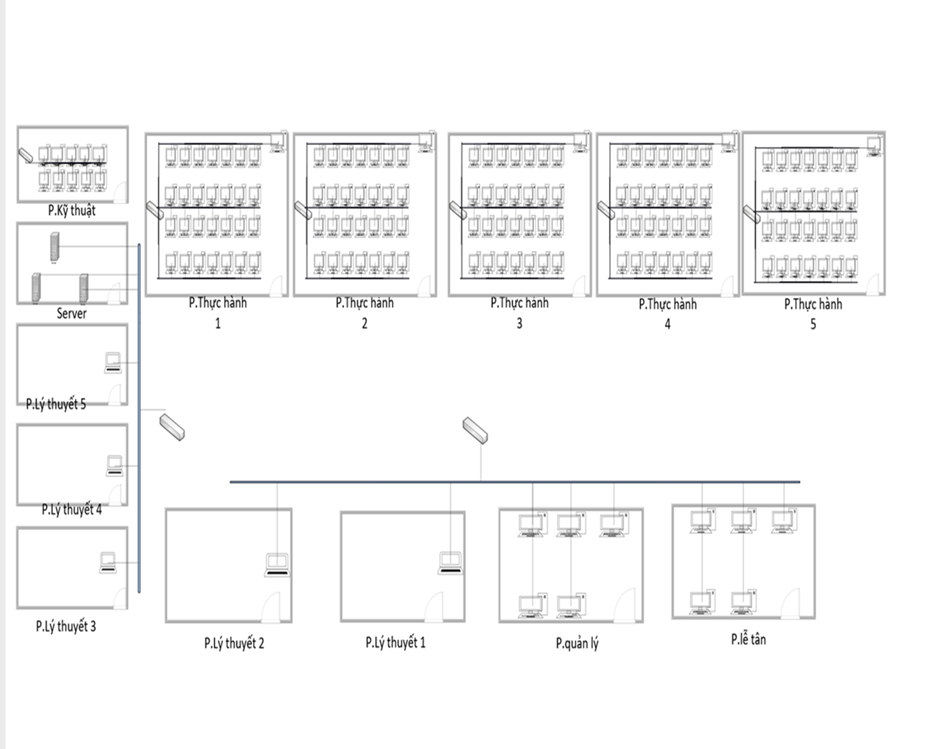 P.Kỹ thuật
P.Thực hành
1
P.Thực hành
2
P.Thực hành
3
P.Thực hành
4
P.Thực hành
5
Server
P.Lý thuyết 5
P.Lý thuyết 4
P.Lý thuyết 3
P.Lý thuyết 2
P.Lý thuyết 1
P.quản lý
P.lễ tân